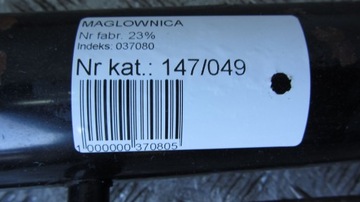 MAGLOWNICA
Nr fabr. 23%
Indeks: 037080
Nr kat.: 147/049
1 000000 370805